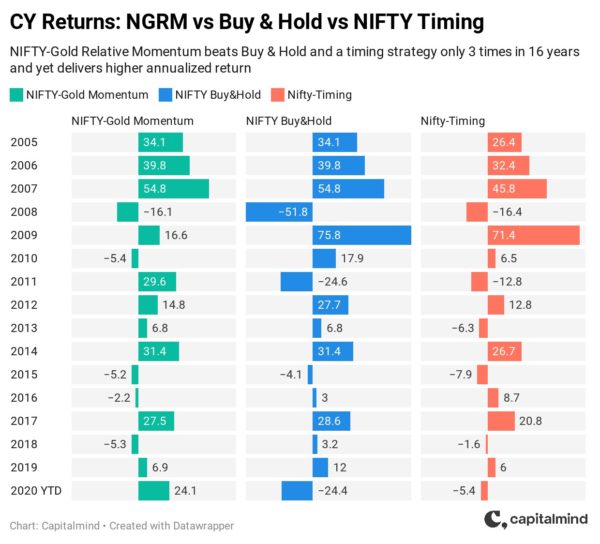 CY Returns: NGRM vs Buy & Hold vs NIFTY Timing
NIFTY-Gold Relative Momentum beats Buy & Hold and a timing strategy only 3 times in 16 years
and yet delivers higher annualized return
NIFTY-Gold Momentum NIFTY Buy&Hold Nifty-Timing
NIFTY-Gold Momentum NIFTY Buy&Hold Nifty-Timing
2005 34.1 34.1 26.4
2006 39.8 39.8 32.4
2007 54.8 54.8 45.8
2008 −16.1 −51.8 −16.4
2009 16.6 75.8 71.4
2010 −5.4 17.9 6.5
2011 29.6 −24.6 −12.8
2012 14.8 27.7 12.8
2013 6.8 6.8 −6.3
2014 31.4 31.4 26.7
2015 −5.2 −4.1 −7.9
2016 −2.2 3 8.7
2017 27.5 28.6 20.8
2018 −5.3 3.2 −1.6
2019 6.9 12 6
2020 YTD 24.1 −24.4 −5.4
Chart: Capitalmind • Created with Datawrapper
capitalmind